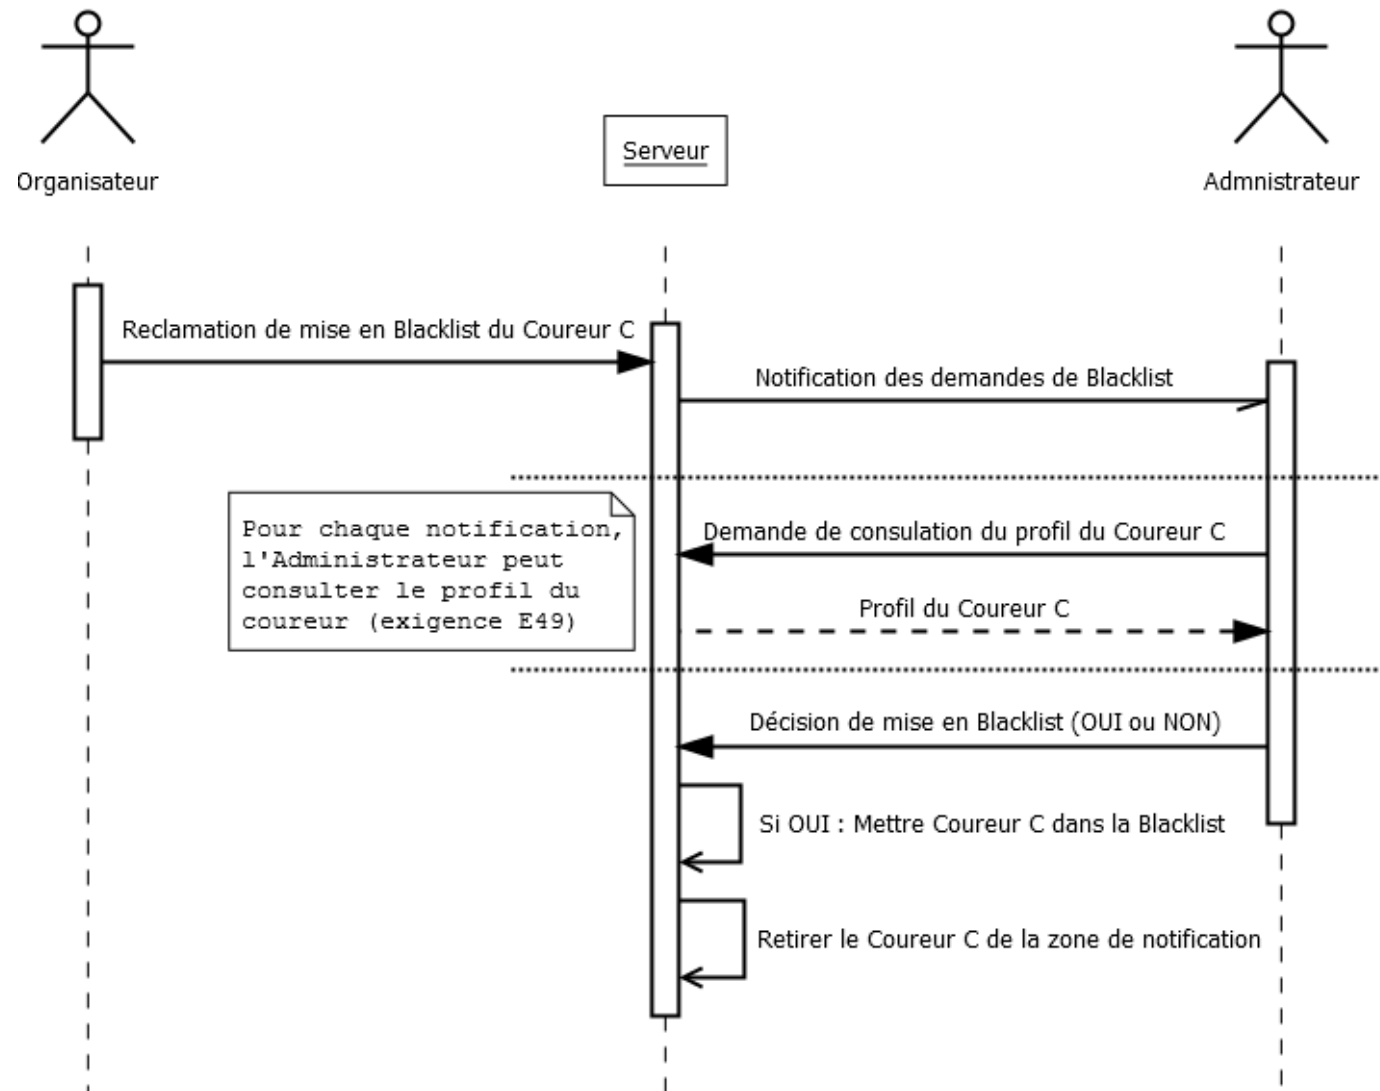 Organisateur
Serveur
Admnistrateur
Reclamation de mise en Blacklist du Coureur C
Notification des demandes de Blacklist
Pour chaque notification,
l'Administrateur peut
consulter le profil du
coureur (exigence E49)
Demande de consulation du profil du Coureur C
Profil du Coureur C
Décision de mise en Blacklist (OUI ou NON)
Si OUI : Mettre Coureur C dans la Blacklist
Retirer le Coureur C de la zone de notification